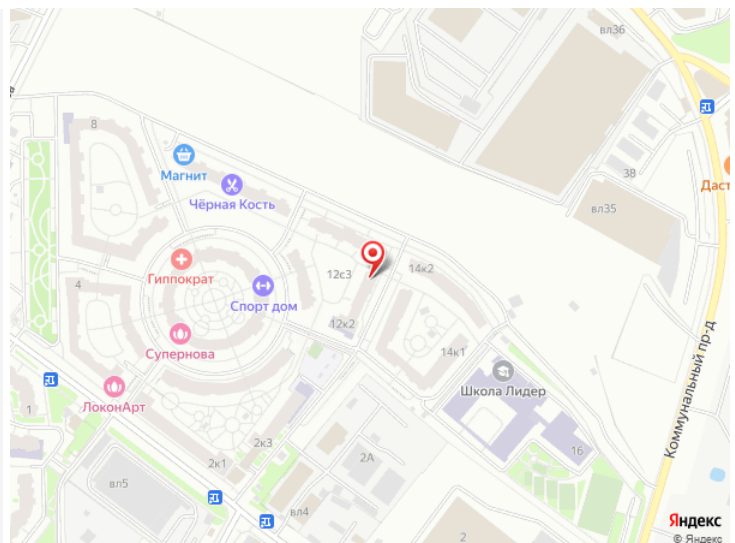 вл36
8
Магнит
38
Чёрная Кость
Даст
вл35
Гиппократ
12с3
14к2
4
Спорт дом
12к2
Супернова
14к1
Школа Лидер
ЛоконАрт
Коммунальный пр-д
1
2к3
16
2к1
2А
вл5
вл4
2
Яндекс
© Яндекс